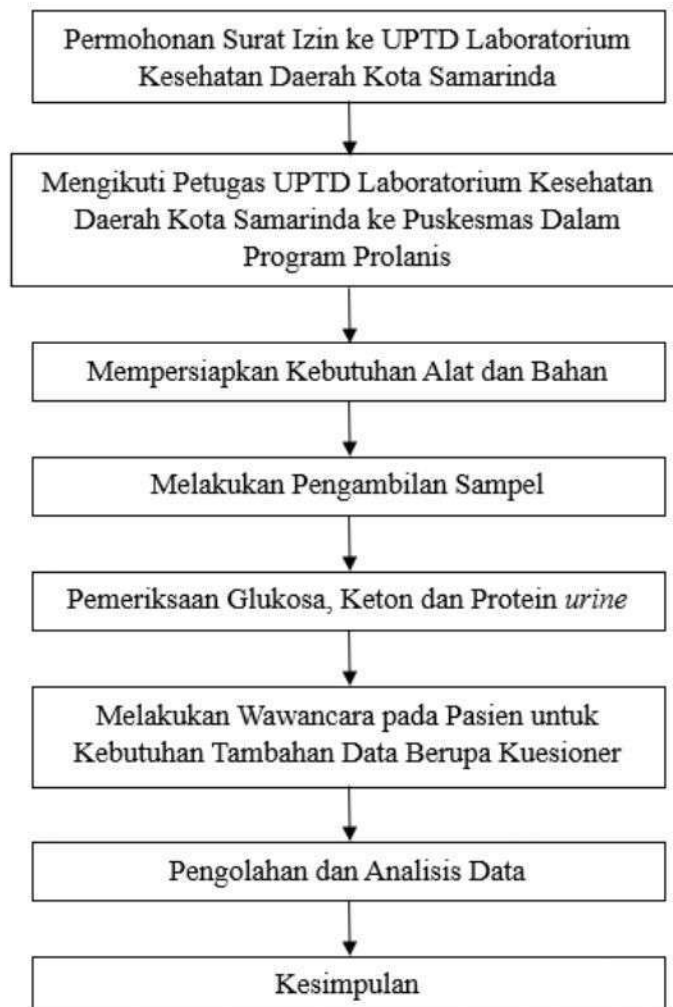 Permohonan Surat Izin ke UPTD Laboratorium
Kesehatan Daerah Kota Samarinda
Mengikuti Petugas UPTD Laboratorium Kesehatan
Daerah Kota Samarinda ke Puskesmas Dalam
Program Prolanis
Mempersiapkan Kebutuhan Alat dan Bahan
Melakukan Pengambilan Sampel
Pemeriksaan Glukosa, Keton dan Protein urine
Melakukan Wawancara pada Pasien untuk
Kebutuhan Tambahan Data Berupa Kuesioner
Pengolahan dan Analisis Data
Kesimpulan